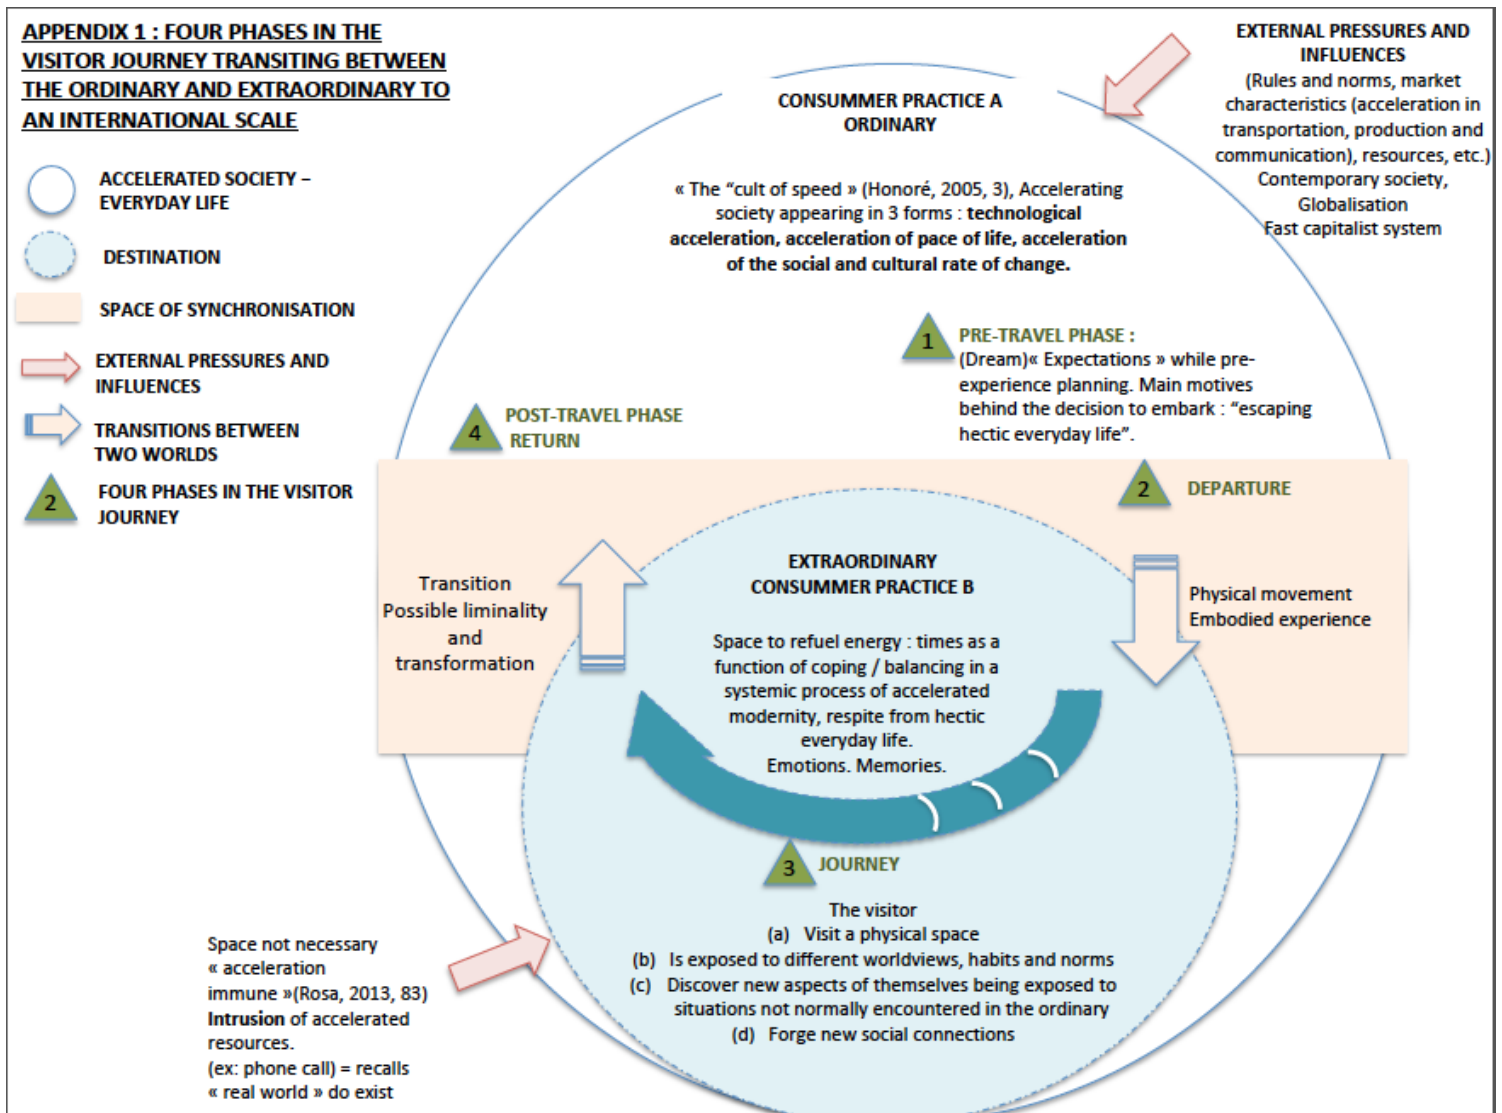 APPENDIX 1 : FOUR PHASES IN THE
VISITOR JOURNEY TRANSITING BETWEEN
THE ORDINARY AND EXTRAORDINARY TO
AN INTERNATIONAL SCALE
ACCELERATED SOCIETY –
EVERYDAY LIFE
DESTINATION
SPACE OF SYNCHRONISATION
EXTERNAL PRESSURES AND
INFLUENCES
TRANSITIONS BETWEEN
TWO WORLDS
2
FOUR PHASES IN THE VISITOR
JOURNEY
EXTERNAL PRESSURES AND
INFLUENCES
(Rules and norms, market
characteristics (acceleration in
transportation, production and
communication), resources, etc.)
Contemporary society,
Globalisation
Fast capitalist system
CONSUMMER PRACTICE A
ORDINARY
« The “cult of speed » (Honoré, 2005, 3), Accelerating
society appearing in 3 forms : technological
acceleration, acceleration of pace of life, acceleration
of the social and cultural rate of change.
1
PRE-TRAVEL PHASE :
(Dream)« Expectations » while pre-
experience planning. Main motives
behind the decision to embark : “escaping
hectic everyday life”.
4
POST-TRAVEL PHASE
RETURN
2
DEPARTURE
Transition
Possible liminality
and
transformation
EXTRAORDINARY
CONSUMMER PRACTICE B
Space to refuel energy : times as a
function of coping / balancing in a
systemic process of accelerated
modernity, respite from hectic
everyday life.
Emotions. Memories.
Physical movement
Embodied experience
3
JOURNEY
The visitor
(a) Visit a physical space
(b) Is exposed to different worldviews, habits and norms
(c) Discover new aspects of themselves being exposed to
situations not normally encountered in the ordinary
(d) Forge new social connections
Space not necessary
« acceleration
immune »(Rosa, 2013, 83)
Intrusion of accelerated
resources.
(ex: phone call) = recalls
« real world » do exist